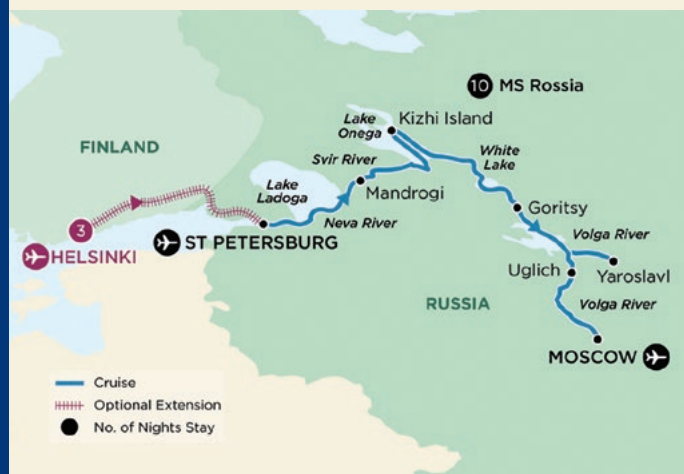 10 MS Rossia
Lake
Onega
Kizhi Island
FINLAND
Svir River
White
Lake
Lake
Ladoga
Mandrogi
3
HELSINKI
ST PETERSBURG
Neva River
Goritsy
Volga River
Uglich
Yaroslavl
RUSSIA
Volga River
MOSCOW
Cruise
Optional Extension
No. of Nights Stay